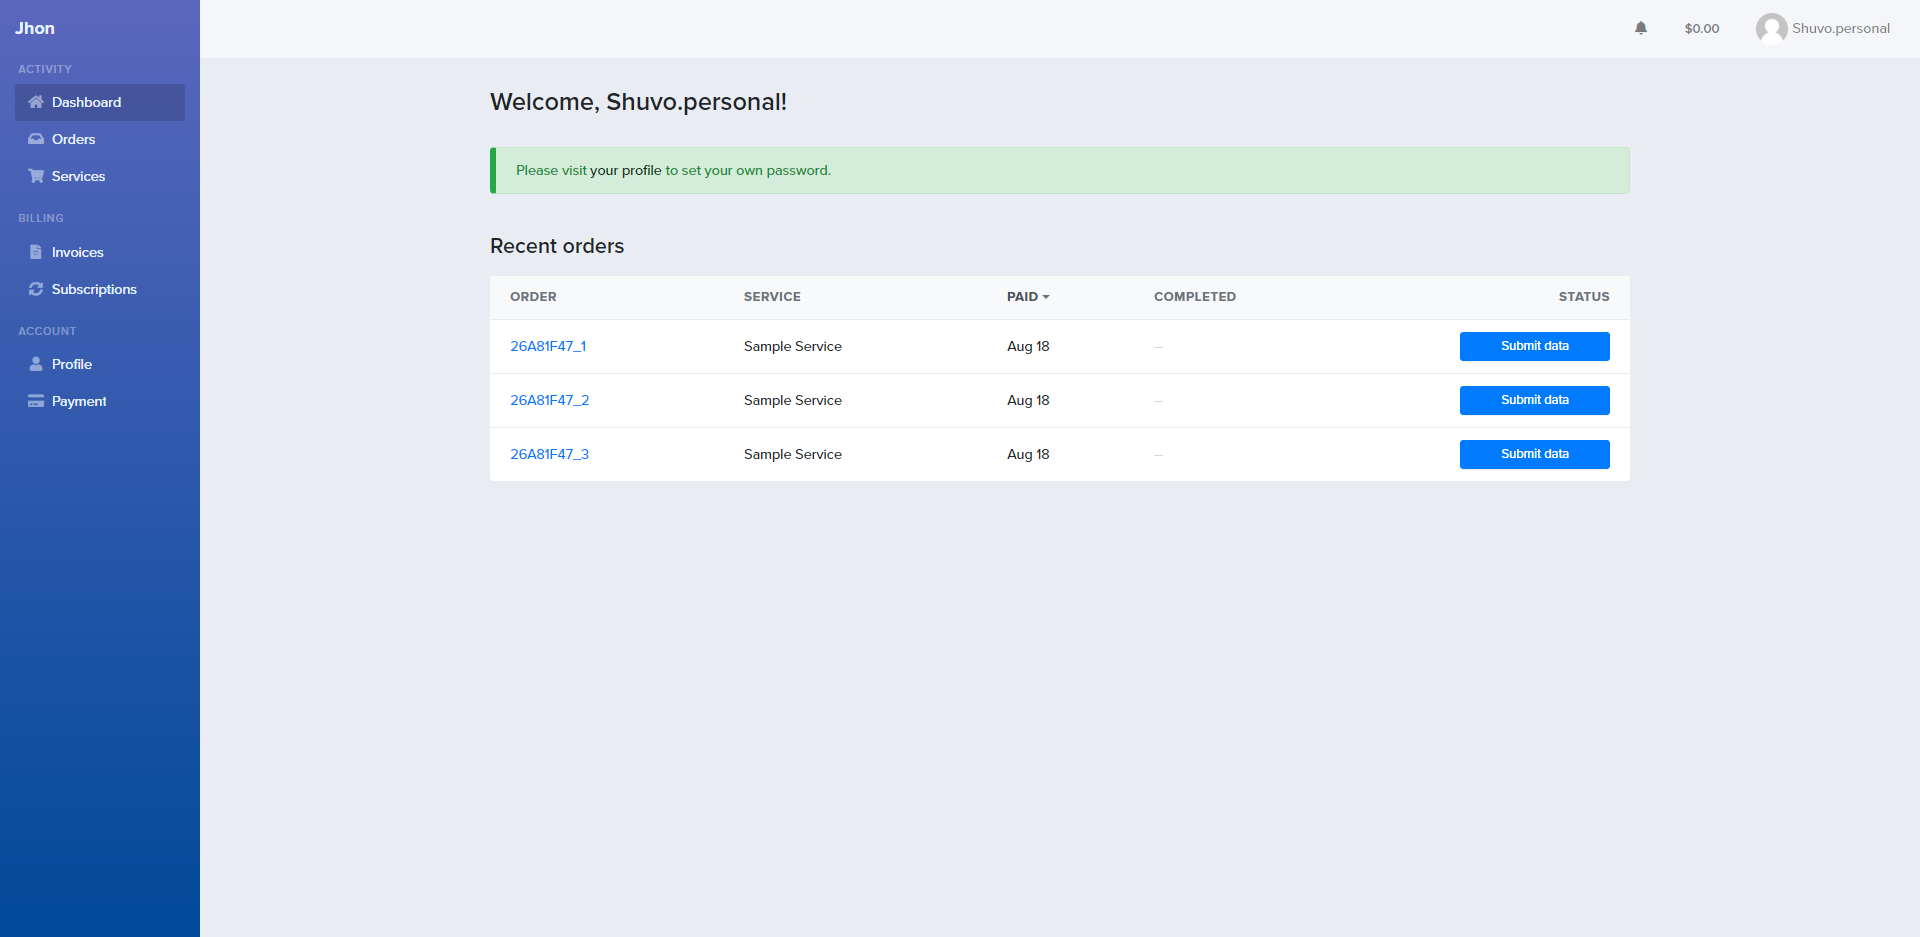 Jhon
$0.00
Shuvo.personal
ACTIVITY
Dashboard
Orders
Services
BILLING
Invoices
Subscriptions
ACCOUNT
Profile
Payment
Welcome, Shuvo.personal!
Please visit your profile to set your own password.
Recent orders
ORDER SERVICE PAID COMPLETED STATUS
26A81F47_1 Sample Service Aug 18 -- Submit data
26A81F47_2 Sample Service Aug 18 -- Submit data
26A81F47_3 Sample Service Aug 18 -- Submit data